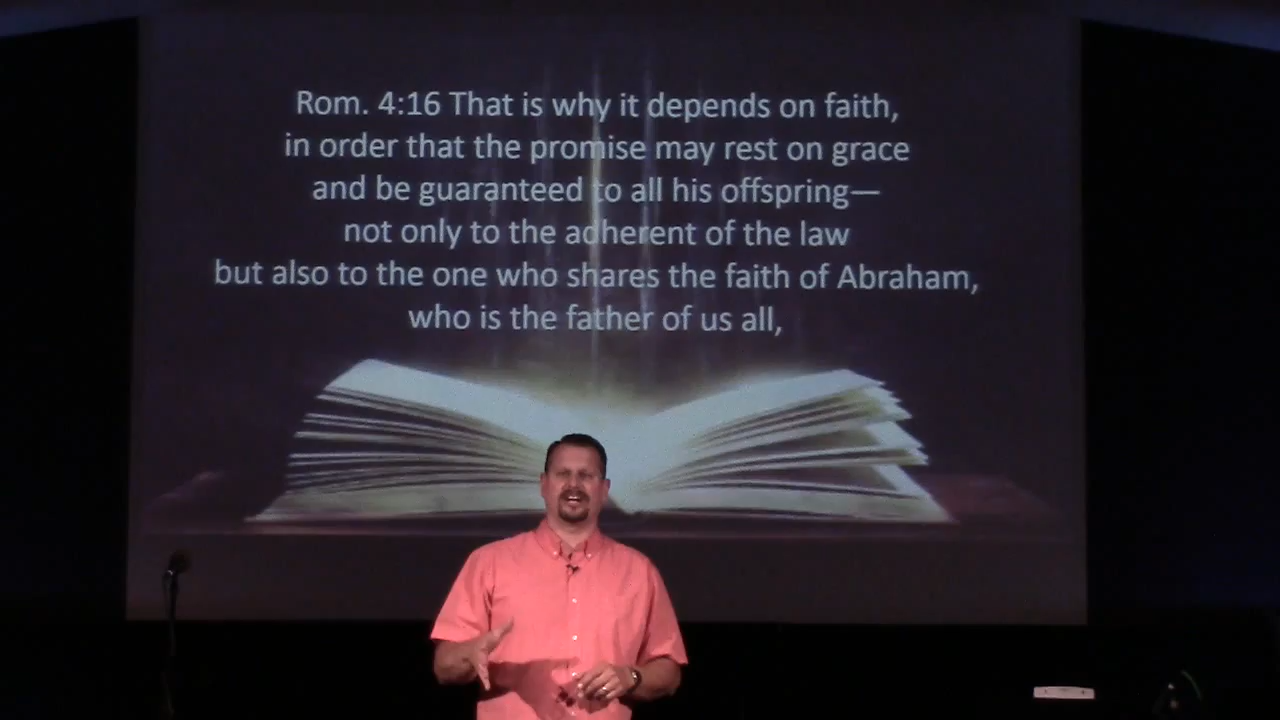 Rom. 4:16 That is why it depends on faith,
in order that the promise may rest on grace
and be guaranteed to all his offspring—
not only to the adherent of the law
but also to the one who shares the faith of Abraham,
who is the father of us all,